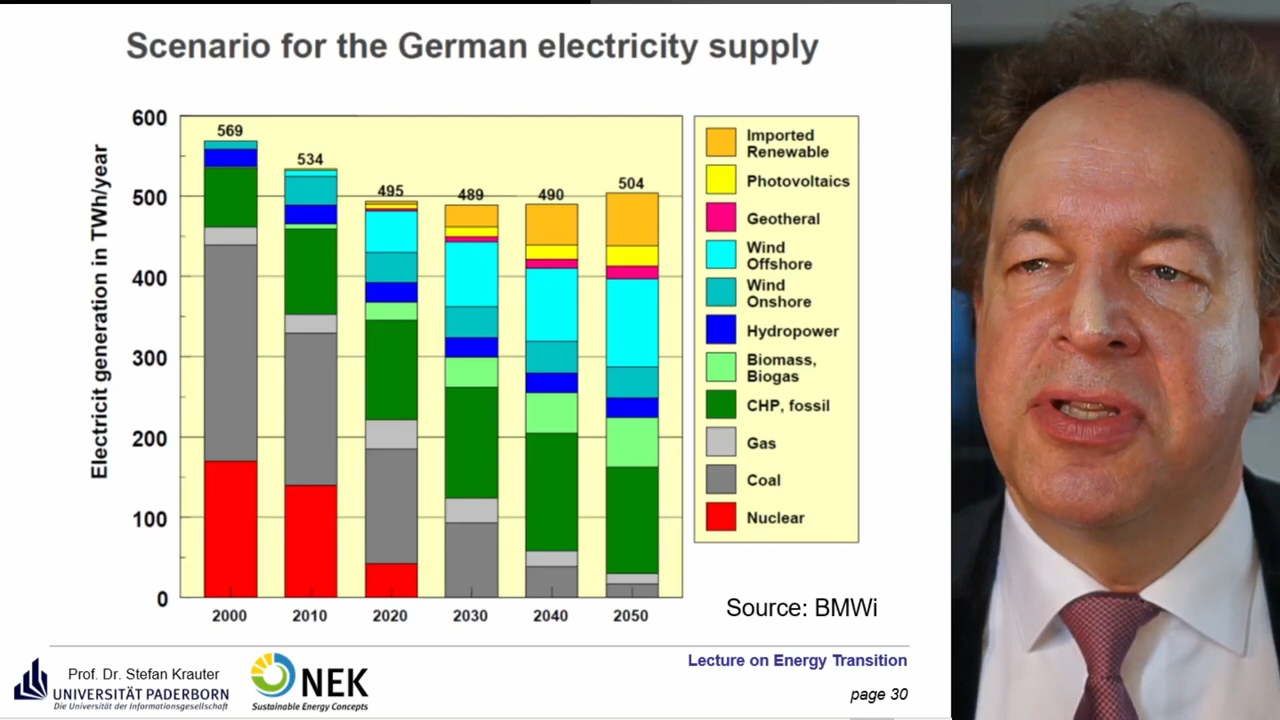 Scenario for the German electricity supply
Electricit generation in TWh/year
600
500
400
300
200
100
0
569
534
495
489
490
504
2000
2010
2020
2030
2040
2050
Imported
Renewable
Photovoltaics
Geotheral
Wind
Offshore
Wind
Onshore
Hydropower
Biomass,
Biogas
CHP, fossil
Gas
Coal
Nuclear
Source: BMWi
Prof. Dr. Stefan Krauter
UNIVERSITÄT PADERBORN
Die Universität der Informationsgesellschaft
NEK
Sustainable Energy Concepts
Lecture on Energy Transition
page 30